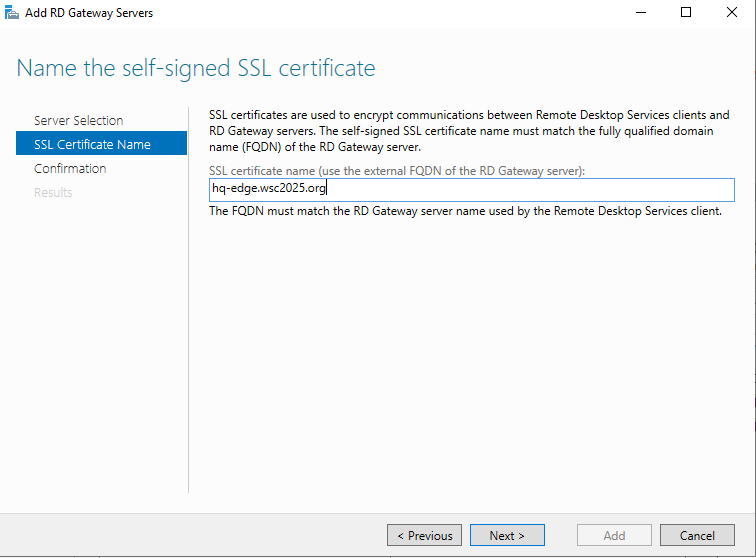 Add RD Gateway Servers
Name the self-signed SSL certificate
Server Selection
SSL Certificate Name
Confirmation
Results
SSL certificates are used to encrypt communications between Remote Desktop Services clients and
RD Gateway servers. The self-signed SSL certificate name must match the fully qualified domain
name (FQDN) of the RD Gateway server.
SSL certificate name (use the external FQDN of the RD Gateway server):
hq-edge.wsc2025.org
The FQDN must match the RD Gateway server name used by the Remote Desktop Services client.
< Previous
Next >
Add
Cancel